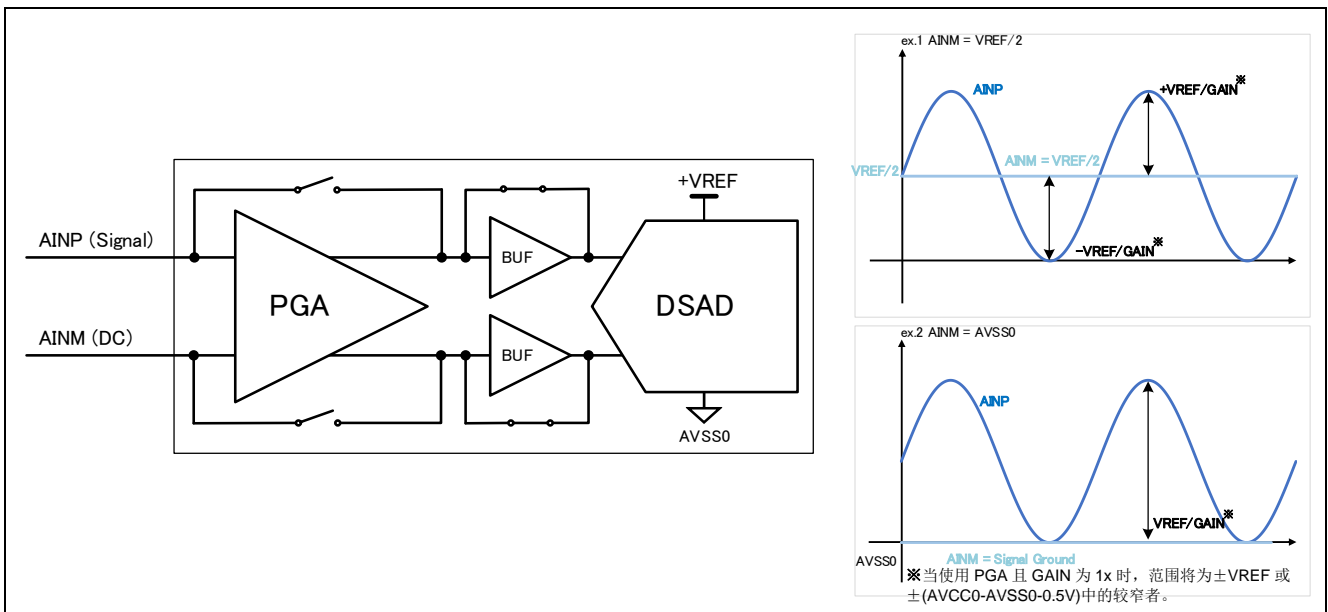 AINP (Signal)
AINM (DC)
PGA
BUF
BUF
+VREF
DSAD
AVSS0
ex.1 AINM = VREF/2
AINP
+VREF/GAIN※
VREF/2
AINM = VREF/2
-VREF/GAIN※
ex.2 AINM = AVSS0
AINP
VREF/GAIN※
AVSS0
AINM = Signal Ground
※当使用 PGA 且 GAIN 为 1x 时，范围将为±VREF 或
±(AVCC0-AVSS0-0.5V)中的较窄者。